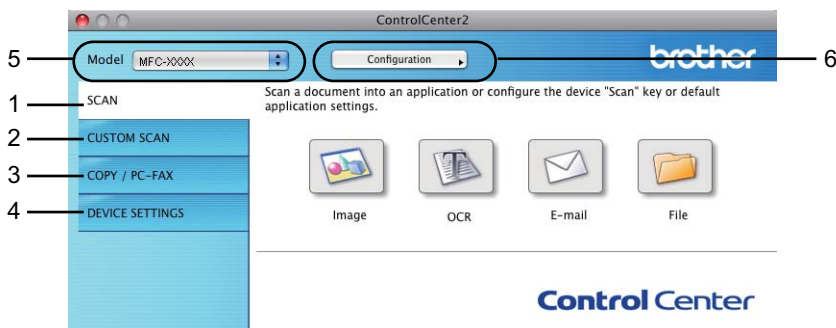 ControlCenter2
5
Model
MFC-XXXX
Configuration
brother
6
1
SCAN
2
CUSTOM SCAN
3
COPY / PC-FAX
4
DEVICE SETTINGS
Scan a document into an application or configure the device "Scan" key or default
application settings.
Image
OCR
E-mail
File
Control Center